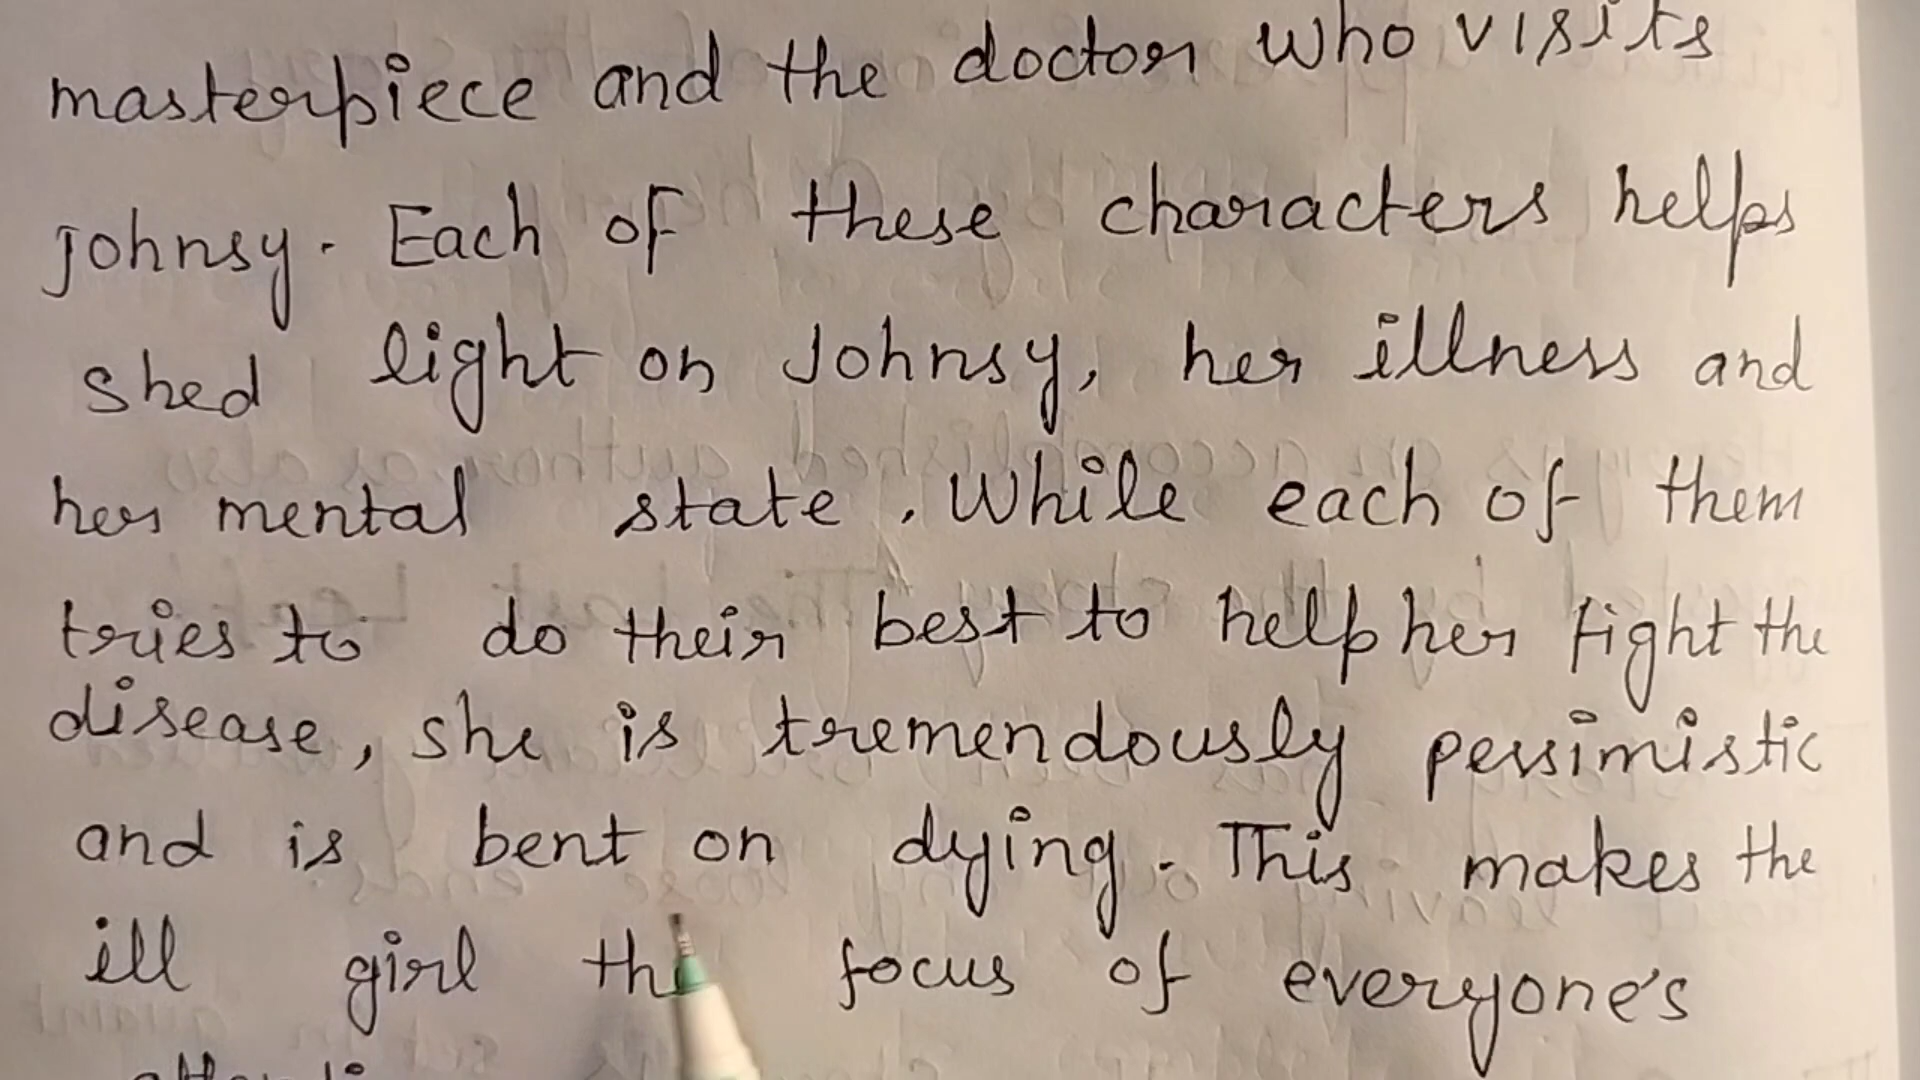 masterpiece and the doctor who visits
Johnsy. Each of these characters helps
shed light on Johnsy, her illness and
her mental state. While each of them
tries to do their best to help her fight the
disease, she is tremendously pessimistic
and is bent on dying. This makes the
ill girl the focus of everyone's